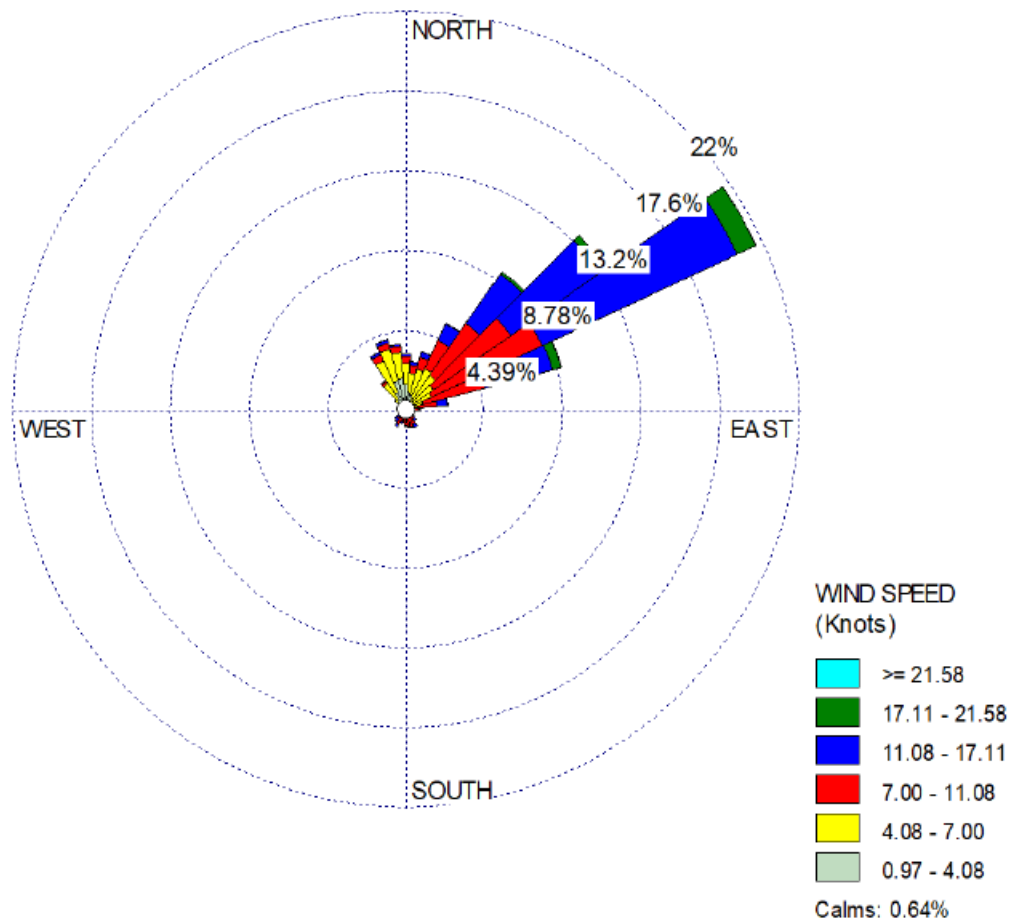 NORTH
22%
17.6%
13.2%
8.78%
4.39%
WEST
EAST
SOUTH
WIND SPEED
(Knots)
>= 21.58
17.11 - 21.58
11.08 - 17.11
7.00 - 11.08
4.08 - 7.00
0.97 - 4.08
Calms: 0.64%